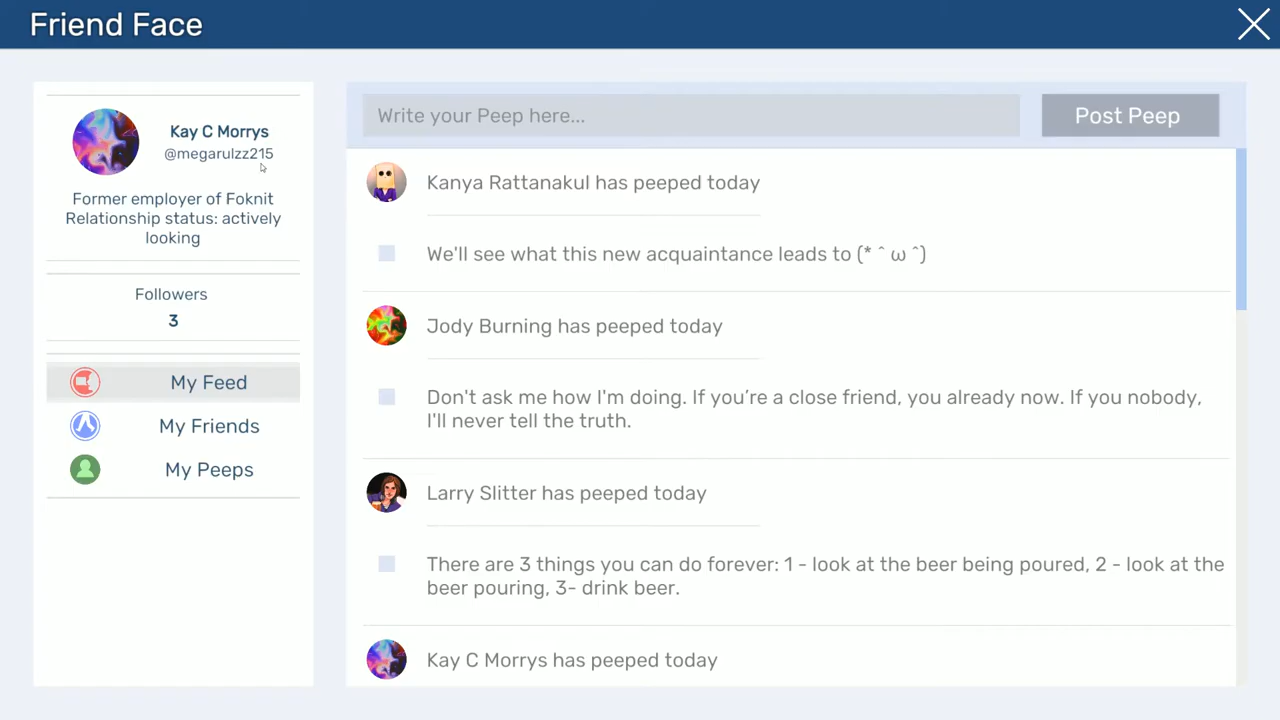 Friend Face
Kay C Morrys
@megarulzz215
Former employer of Foknit
Relationship status: actively
looking
Followers
3
My Feed
My Friends
My Peeps
Write your Peep here...
Post Peep
Kanya Rattanakul has peeped today
We'll see what this new acquaintance leads to (* ˆ ω ˆ)
Jody Burning has peeped today
Don't ask me how I'm doing. If you’re a close friend, you already now. If you nobody,
I'll never tell the truth.
Larry Slitter has peeped today
There are 3 things you can do forever: 1 - look at the beer being poured, 2 - look at the
beer pouring, 3- drink beer.
Kay C Morrys has peeped today